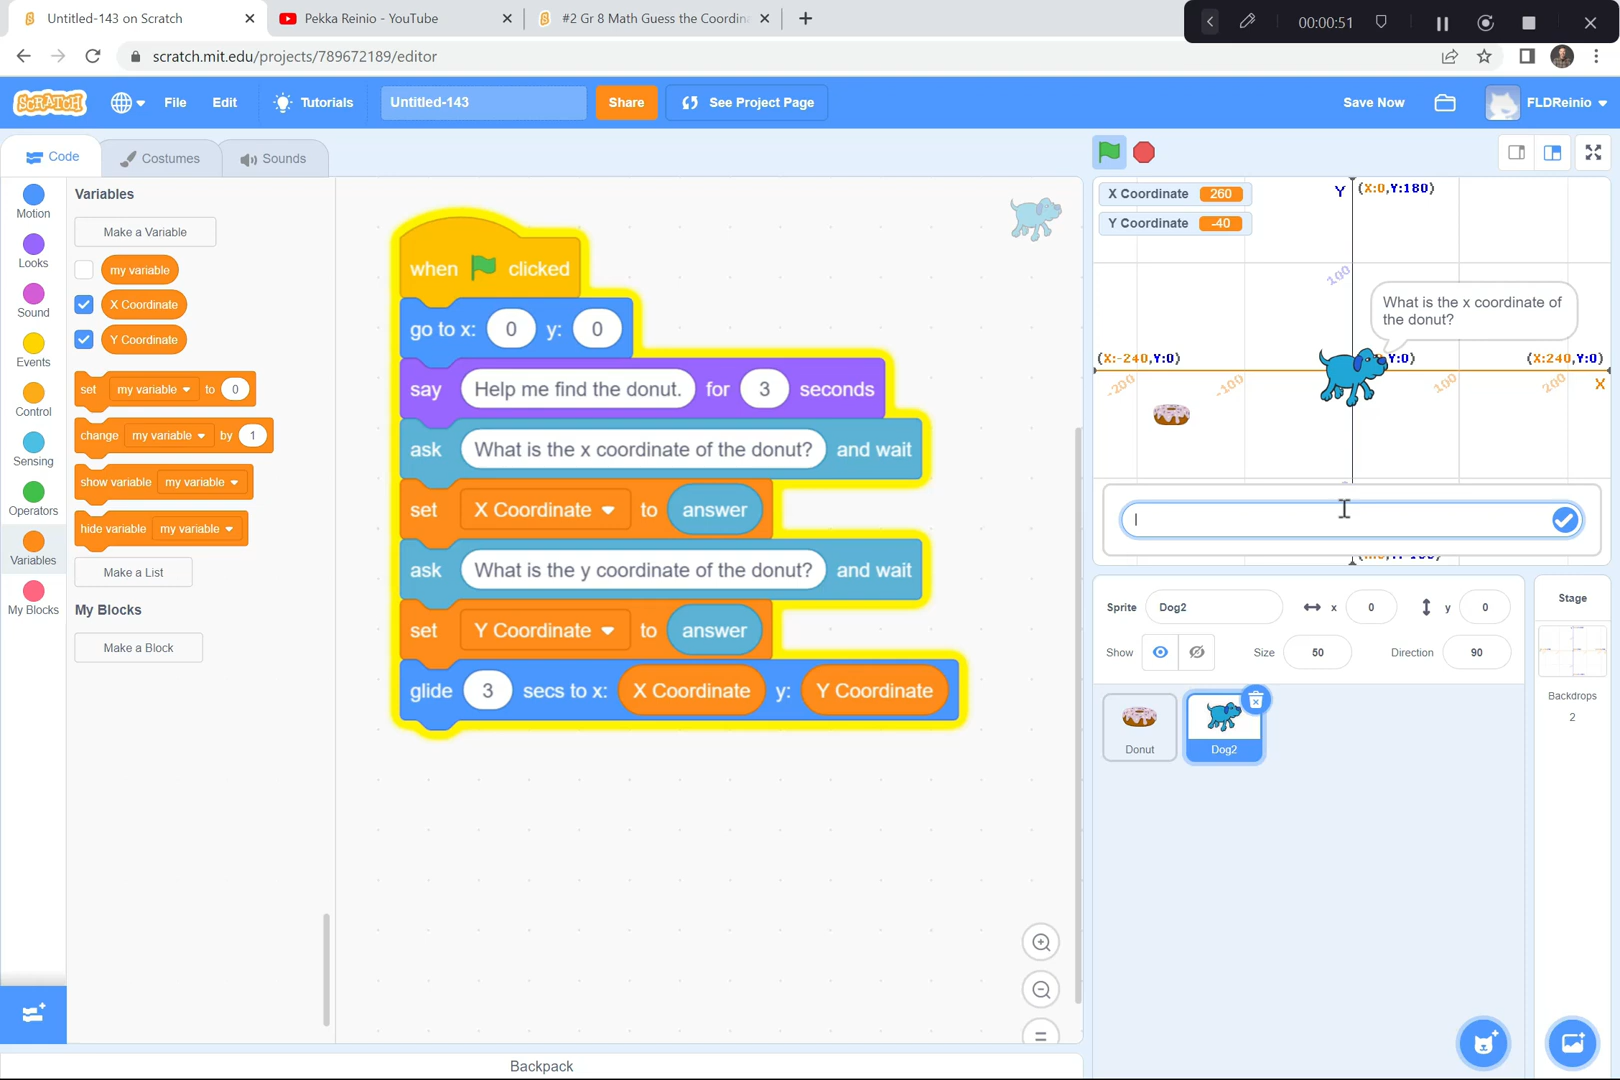 Untitled-143 on Scratch
Pekka Reinio - YouTube
#2 Gr 8 Math Guess the Coordin
00:00:51
scratch.mit.edu/projects/789672189/editor
SCRATCH
File
Edit
Tutorials
Untitled-143
Share
See Project Page
Save Now
FLDReinio
Code
Costumes
Sounds
Motion
Looks
Sound
Events
Control
Sensing
Operators
Variables
My Blocks
Variables
Make a Variable
my variable
X Coordinate
Y Coordinate
set my variable to 0
change my variable by 1
show variable my variable
hide variable my variable
Make a List
My Blocks
Make a Block
when clicked
go to x: 0 y: 0
say Help me find the donut. for 3 seconds
ask What is the x coordinate of the donut? and wait
set X Coordinate to answer
ask What is the y coordinate of the donut? and wait
set Y Coordinate to answer
glide 3 secs to x: X Coordinate y: Y Coordinate
Backpack
X Coordinate 260
Y Coordinate -40
Y (X:0,Y:180)
100
What is the x coordinate of
the donut?
(X:-240,Y:0)
Y:0)
(X:240,Y:0)
-200
-100
100
200
X
Sprite Dog2 x 0 y 0
Show Size 50 Direction 90
Donut
Dog2
Stage
Backdrops
2